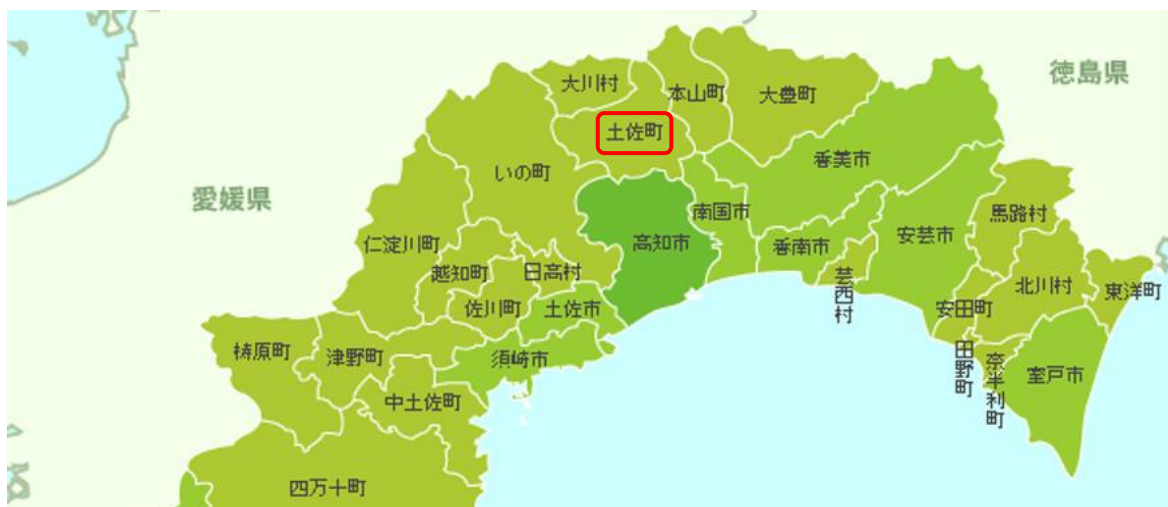 徳島県
大川村
本山町
大豊町
土佐町
香美市
いの町
愛媛県
南国市
馬路村
高知市
安芸市
仁淀川町
香南市
越知町
日高村
芸西村
北川村
東洋町
佐川町
土佐市
安田町
梼原町
津野町
須崎市
田野町
奈半利町
室戸市
中土佐町
四万十町